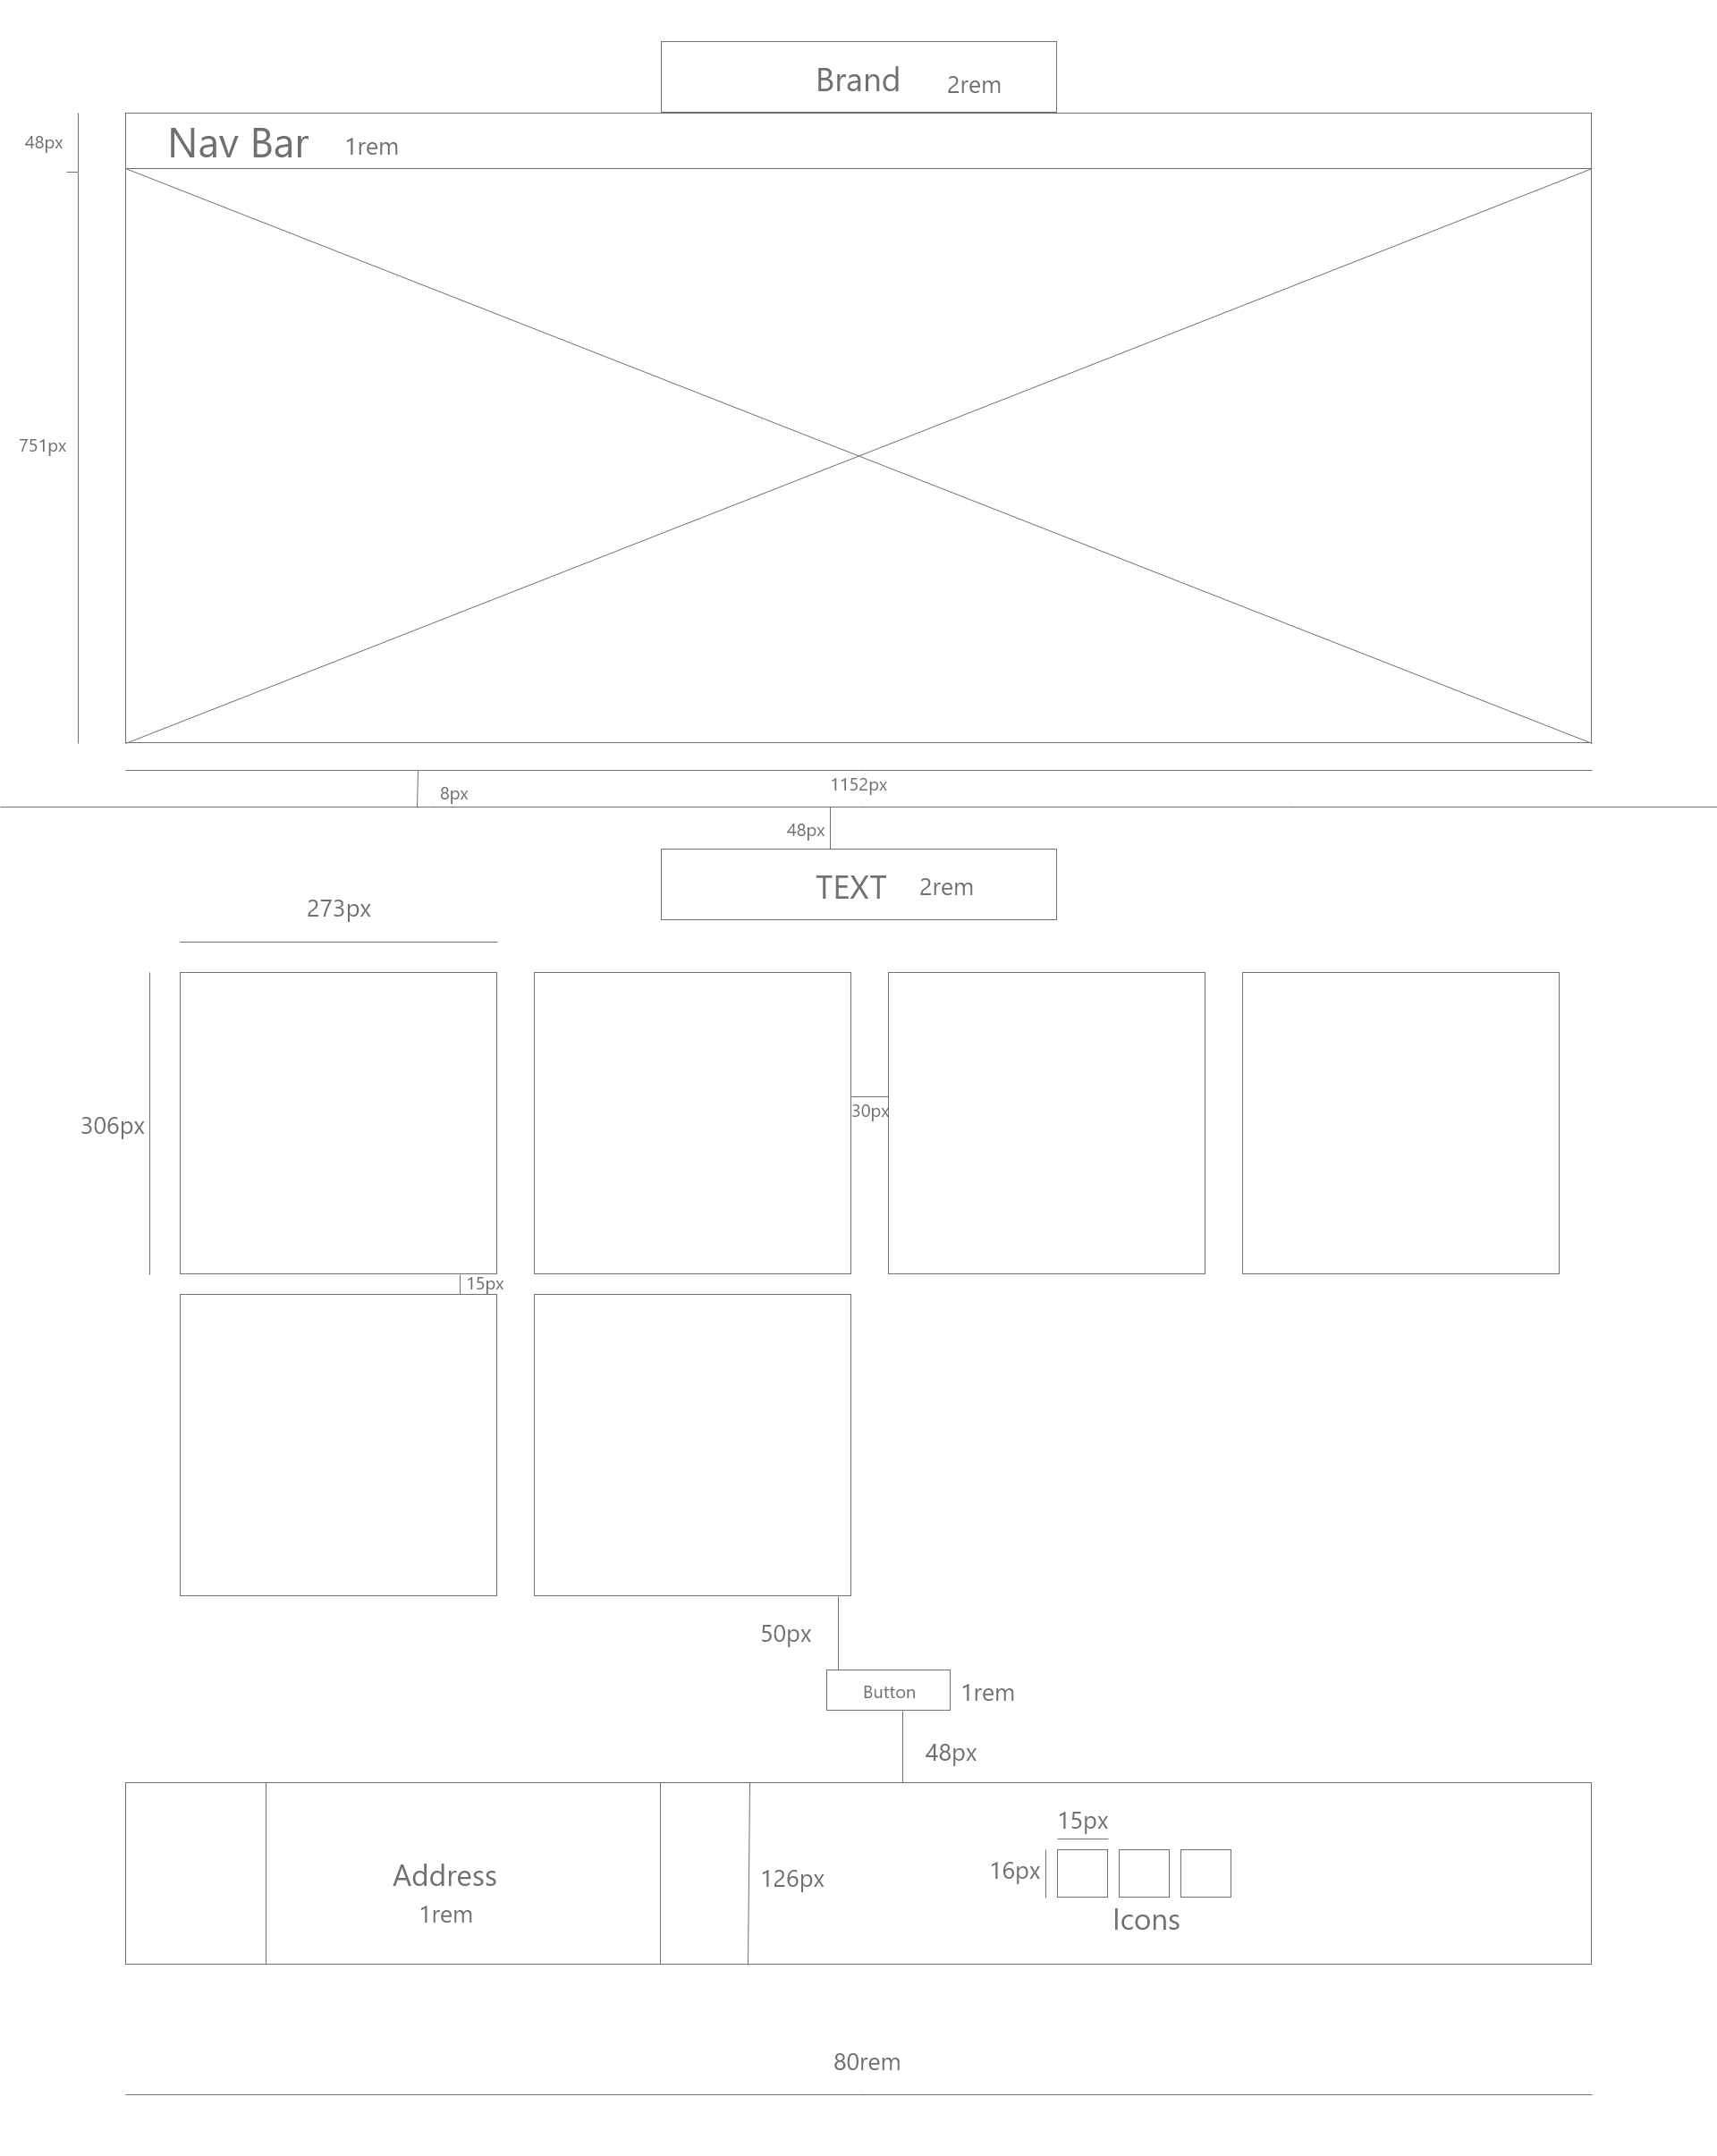 Brand 2rem
48px
Nav Bar 1rem
751px
1152px
8px
48px
TEXT 2rem
273px
306px
30px
15px
50px
Button 1rem
48px
15px
16px
Address
126px
1rem
Icons
80rem